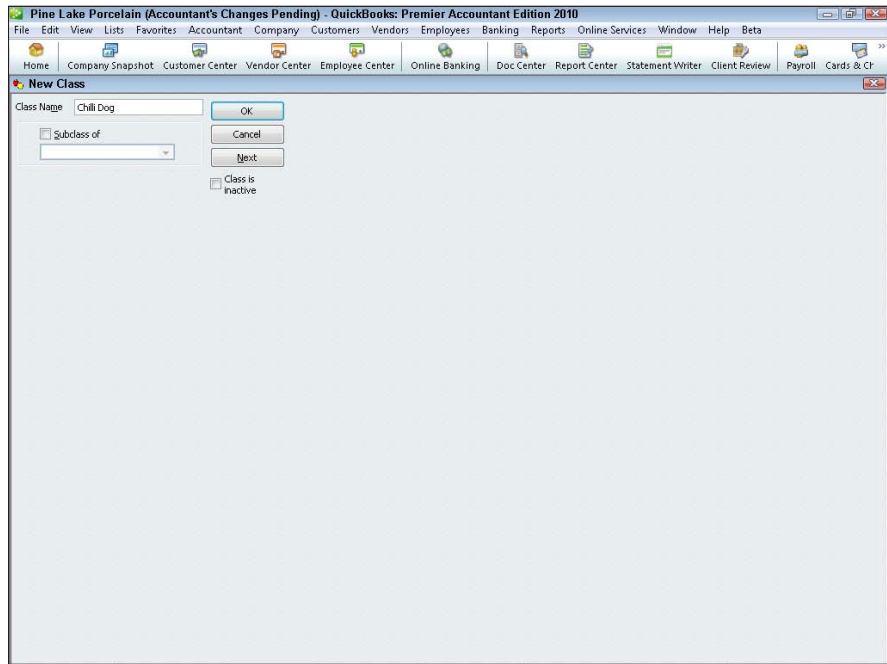 Pine Lake Porcelain (Accountant's Changes Pending) - QuickBooks: Premier Accountant Edition 2010
File Edit View Lists Favorites Accountant Company Customers Vendors Employees Banking Reports Online Services Window Help Beta
Home Company Snapshot Customer Center Vendor Center Employee Center Online Banking Doc Center Report Center Statement Writer Client Review Payroll Cards & Ch »
New Class
Class Name Chilli Dog OK
Subclass of Cancel
Next
Class is
inactive